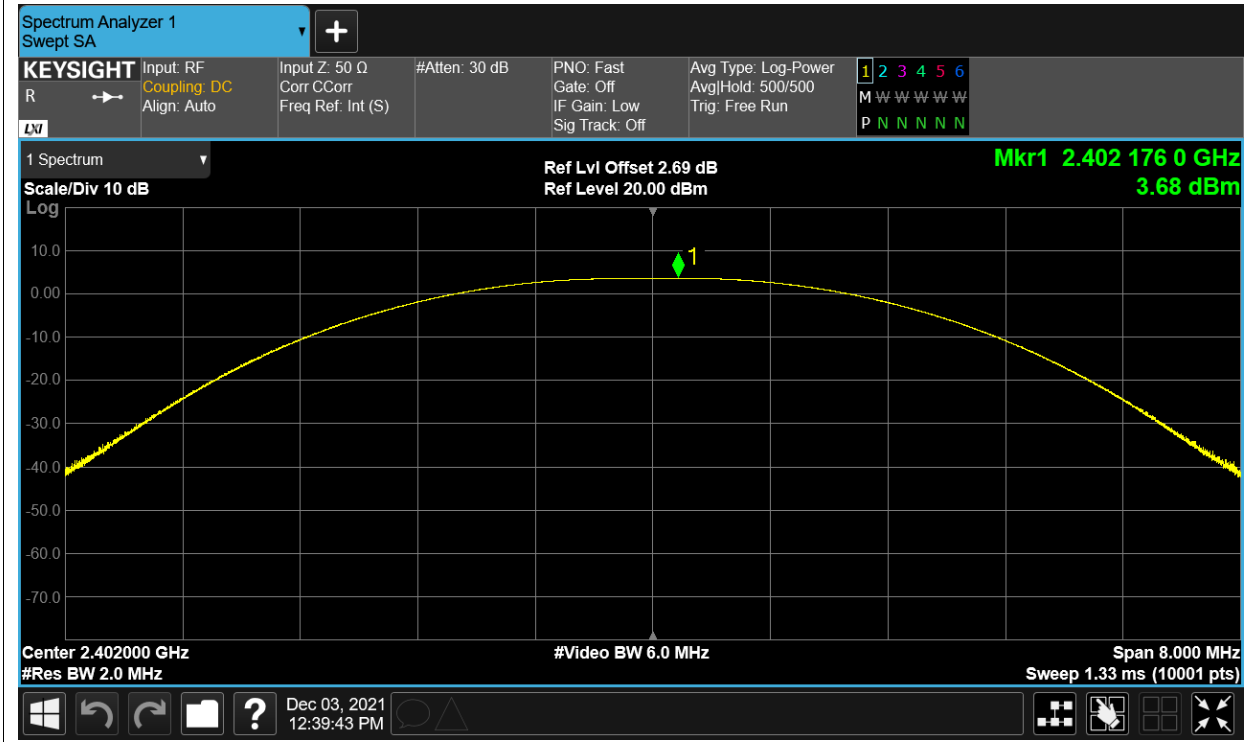 Spectrum Analyzer 1
Swept SA
KEYSIGHT
R
LXI
Input: RF
Coupling: DC
Align: Auto
Input Z: 50 Ω
Corr CCorr
Freq Ref: Int (S)
#Atten: 30 dB
PNO: Fast
Gate: Off
IF Gain: Low
Sig Track: Off
Avg Type: Log-Power
Avg|Hold: 500/500
Trig: Free Run
1 2 3 4 5 6
M W W W W W W
P N N N N N N
1 Spectrum
Scale/Div 10 dB
Log
Ref Lvl Offset 2.69 dB
Ref Level 20.00 dBm
Mkr1 2.402 176 0 GHz
3.68 dBm
1
10.0
0.00
-10.0
-20.0
-30.0
-40.0
-50.0
-60.0
-70.0
Center 2.402000 GHz
#Res BW 2.0 MHz
#Video BW 6.0 MHz
Span 8.000 MHz
Sweep 1.33 ms (10001 pts)
?
Dec 03, 2021
12:39:43 PM